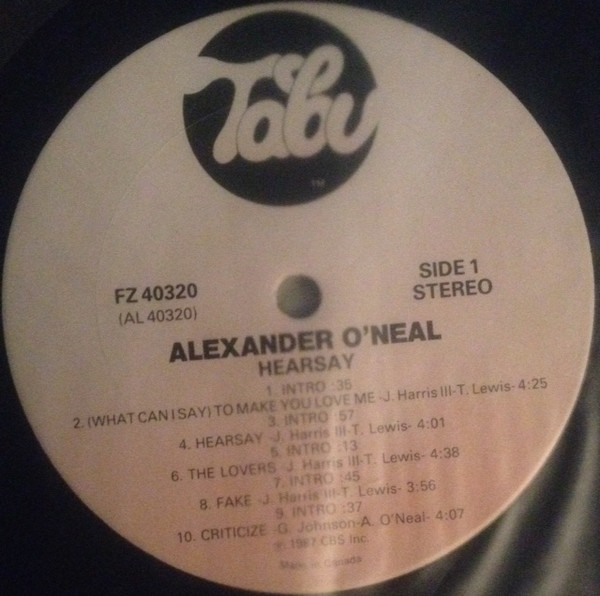 Tabu
TM
FZ 40320
(AL 40320)
SIDE 1
STEREO
ALEXANDER O'NEAL
HEARSAY
1. INTRO :35
2. (WHAT CAN I SAY) TO MAKE YOU LOVE ME -J. Harris III-T. Lewis- 4:25
3. INTRO :57
4. HEARSAY -J. Harris III-T. Lewis- 4:01
5. INTRO :13
6. THE LOVERS -J. Harris III-T. Lewis- 4:38
7. INTRO :45
8. FAKE -J. Harris III-T. Lewis- 3:56
9. INTRO :37
10. CRITICIZE -G. Johnson-A. O'Neal- 4:07
℗ 1987 CBS Inc.
Made in Canada